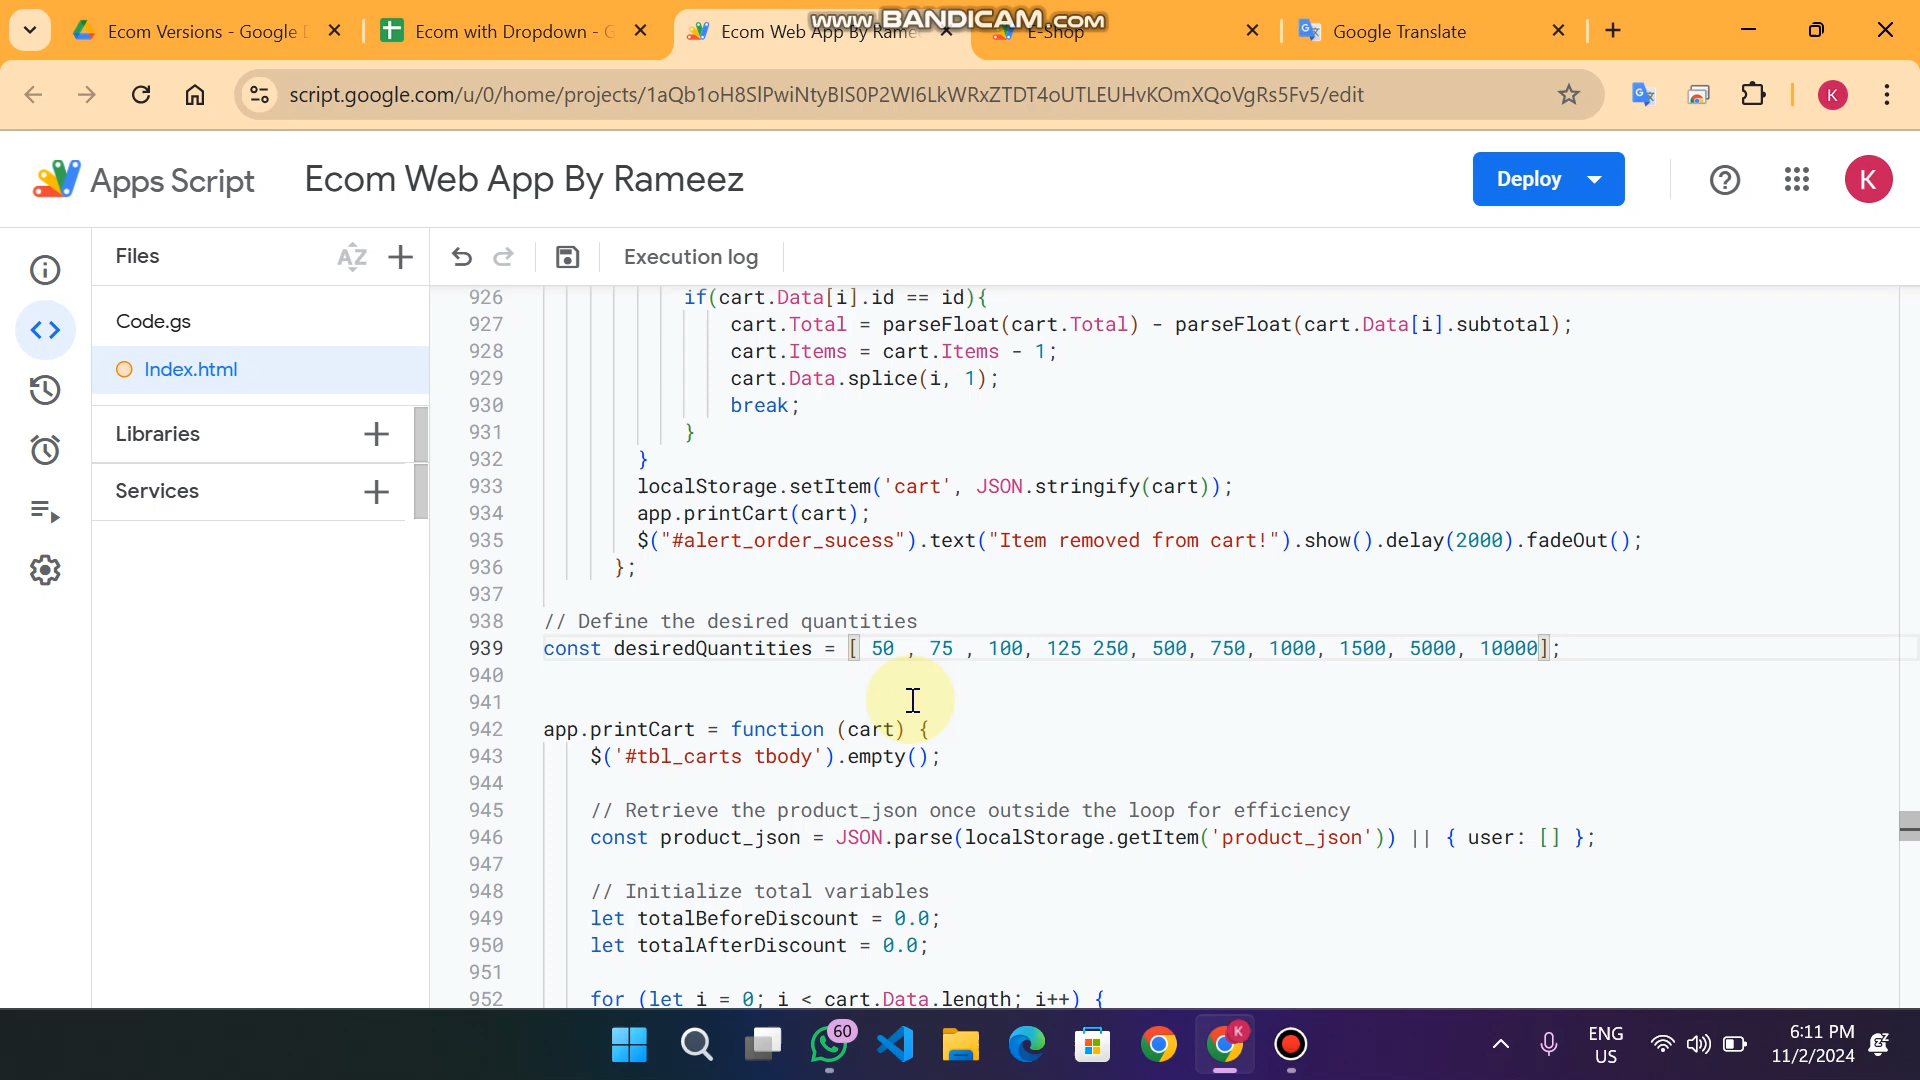 www.BANDICAM.com
Ecom Versions - Google D
Ecom with Dropdown - G
Ecom Web App By Rame
E-Shop
Google Translate
script.google.com/u/0/home/projects/1aQb1oH8SlPwiNtyBIS0P2WI6LkWRxZTDT4oUTLEUHvKOmXQoVgRs5Fv5/edit
K
Apps Script
Ecom Web App By Rameez
Deploy
K
Files
AZ
Execution log
Code.gs
Index.html
Libraries
Services
926 if(cart.Data[i].id == id){
927 cart.Total = parseFloat(cart.Total) - parseFloat(cart.Data[i].subtotal);
928 cart.Items = cart.Items - 1;
929 cart.Data.splice(i, 1);
930 break;
931 }
932 }
933 localStorage.setItem('cart', JSON.stringify(cart));
934 app.printCart(cart);
935 $("#alert_order_sucess").text("Item removed from cart!").show().delay(2000).fadeOut();
936 };
937
938 // Define the desired quantities
939 const desiredQuantities = [ 50 , 75 , 100, 125 250, 500, 750, 1000, 1500, 5000, 10000];
940
941
942 app.printCart = function (cart) {
943 $('#tbl_carts tbody').empty();
944
945 // Retrieve the product_json once outside the loop for efficiency
946 const product_json = JSON.parse(localStorage.getItem('product_json')) || { user: [] };
947
948 // Initialize total variables
949 let totalBeforeDiscount = 0.0;
950 let totalAfterDiscount = 0.0;
951
952 for (let i = 0; i < cart.Data.length; i++) {
60
K
ENG
US
6:11 PM
11/2/2024